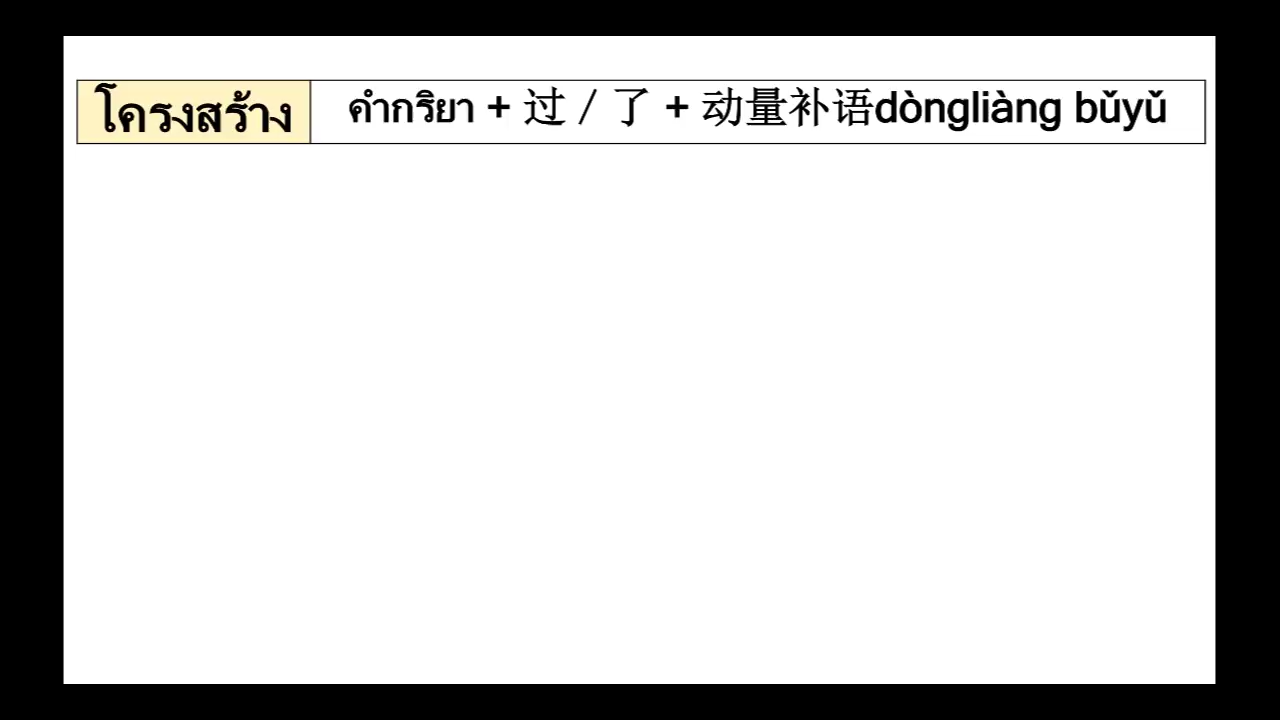 โครงสร้าง
คำกริยา + 过 / 了 + 动量补语dòngliàng bǔyǔ